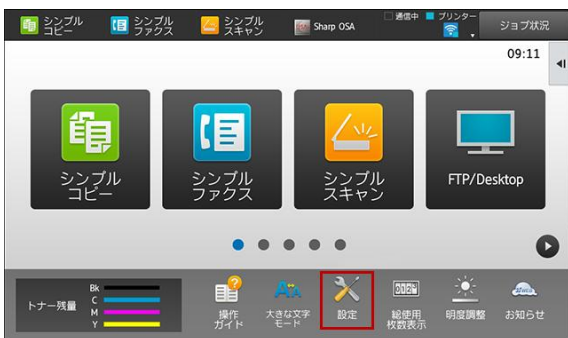 シンプル
コピー
シンプル
ファクス
シンプル
スキャン
Sharp OSA
通信中
プリンター
ジョブ状況
09:11
シンプル
コピー
シンプル
ファクス
シンプル
スキャン
FTP/Desktop
トナー残量
Bk
C
M
Y
操作
ガイド
大きな文字
モード
設定
総使用
枚数表示
明度調整
お知らせ